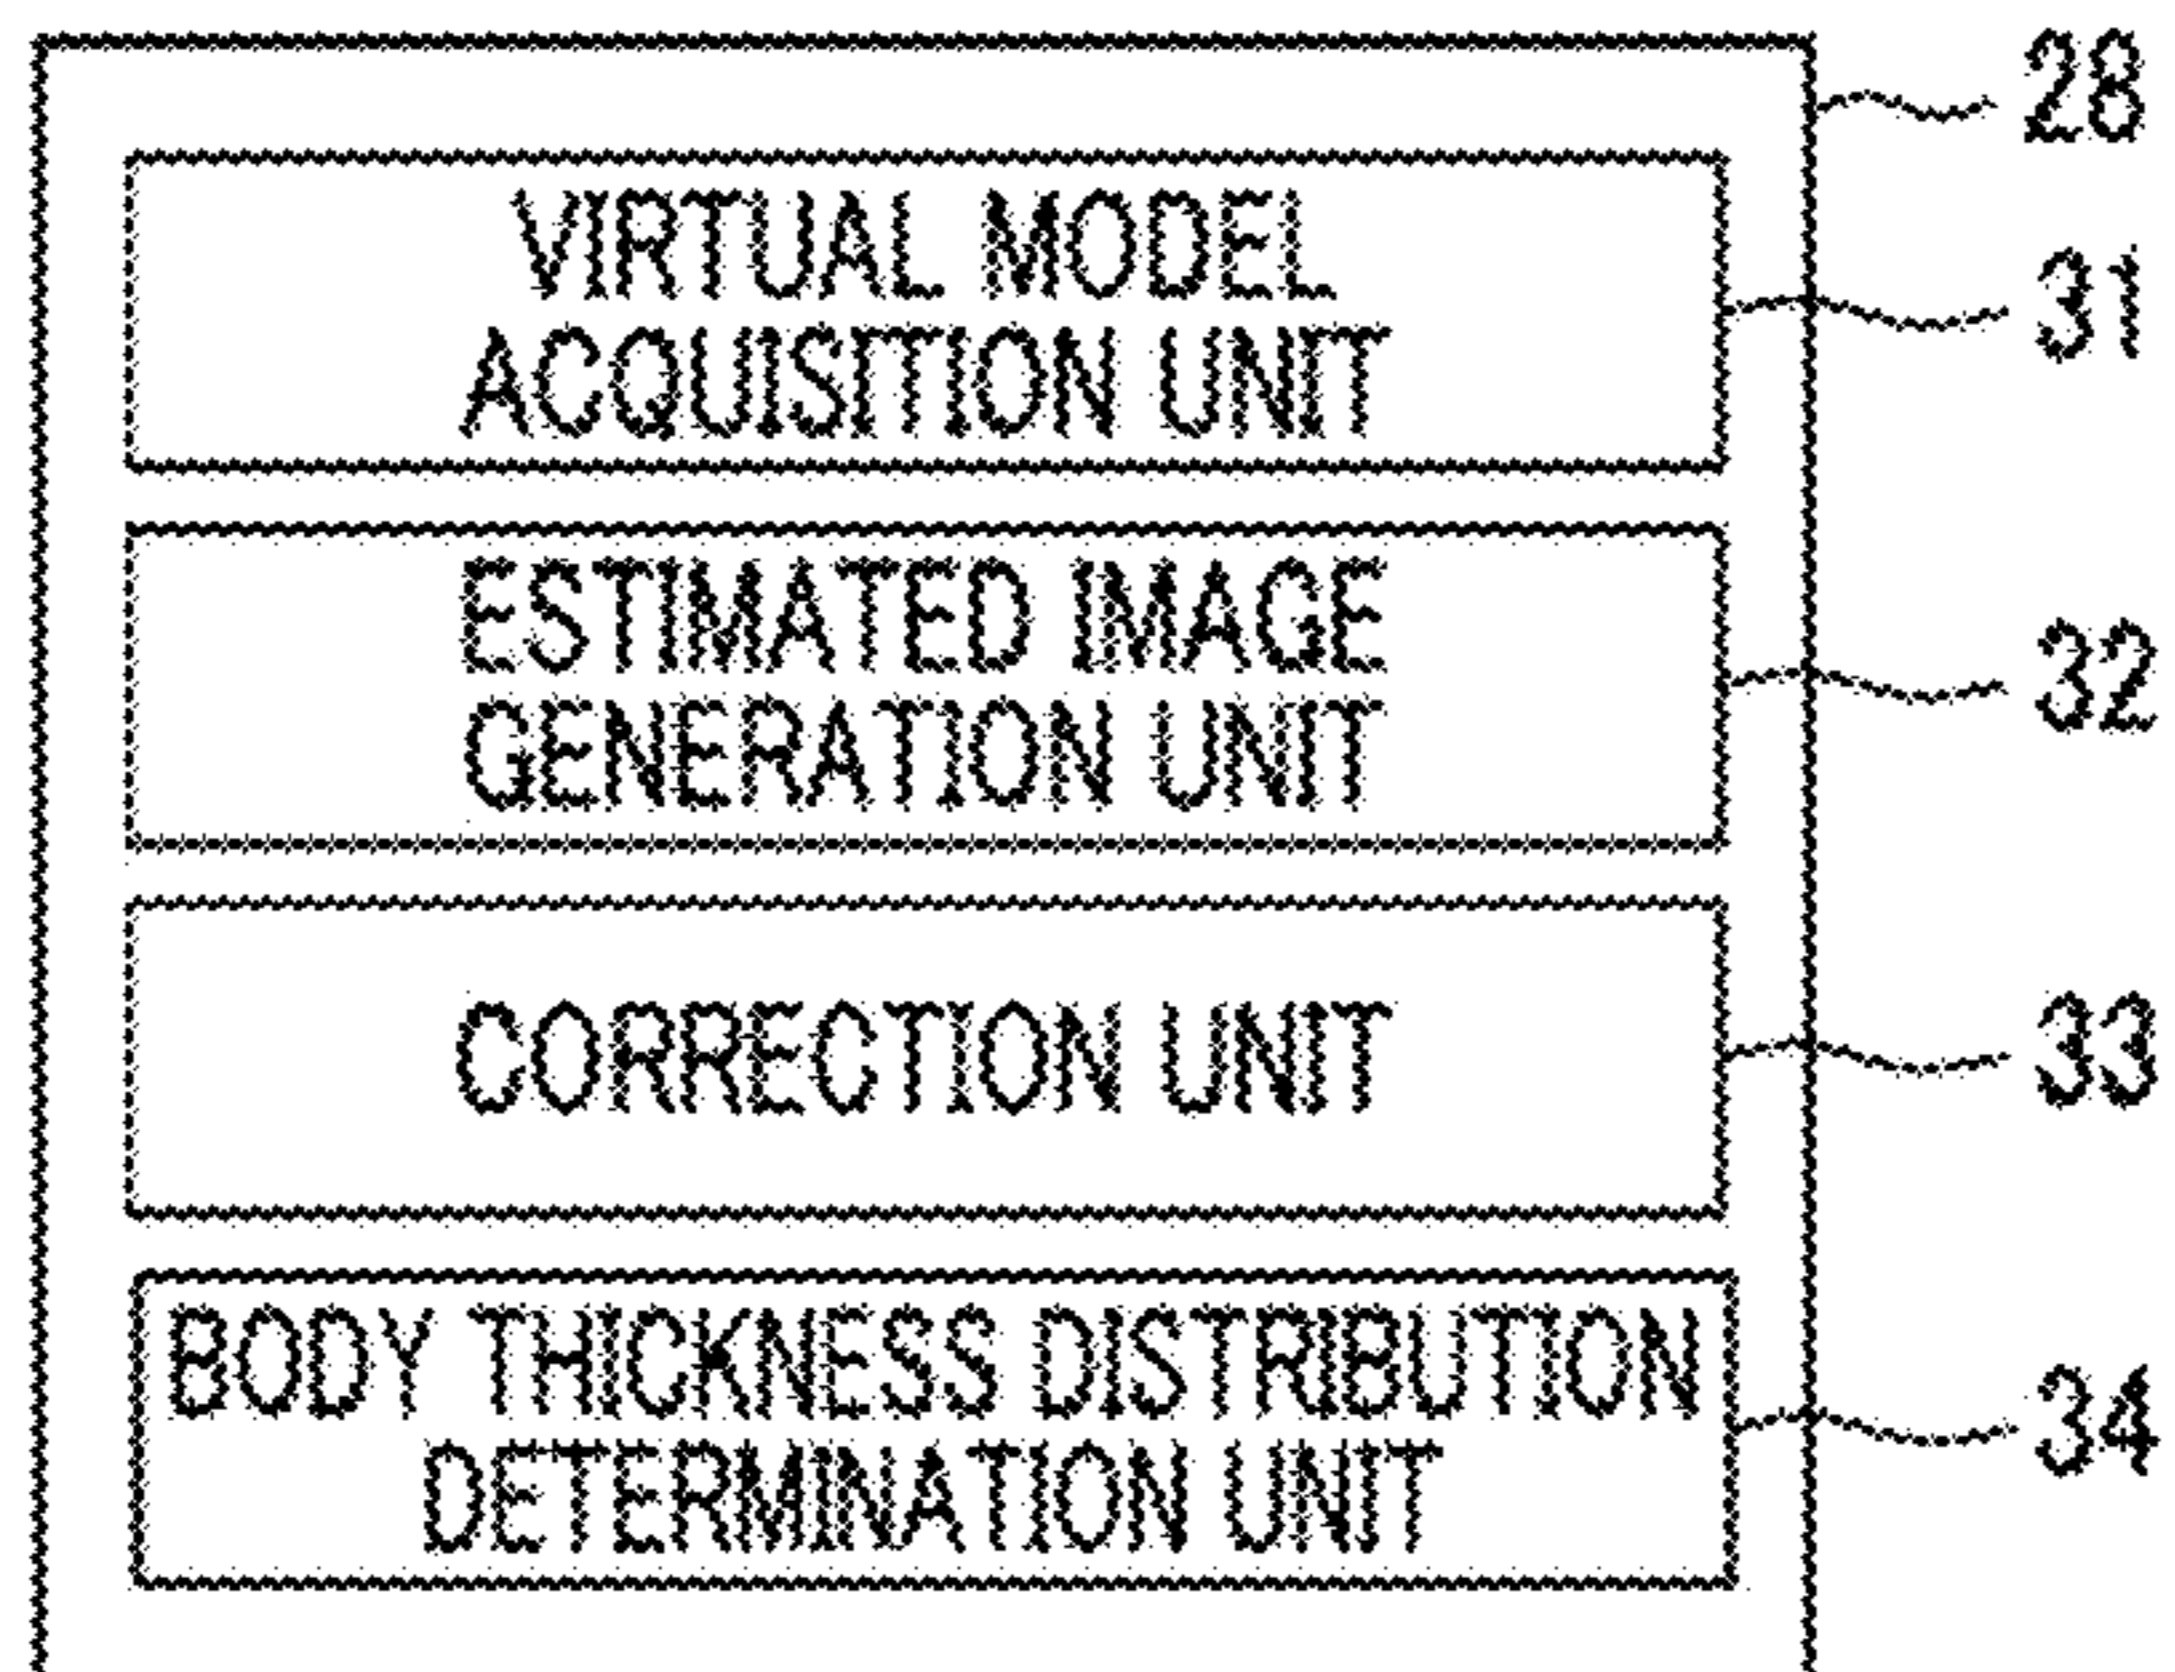 28
VIRTUAL MODEL
ACQUISITION UNIT
31
ESTIMATED IMAGE
GENERATION UNIT
32
CORRECTION UNIT
33
BODY THICKNESS DISTRIBUTION
DETERMINATION UNIT
34